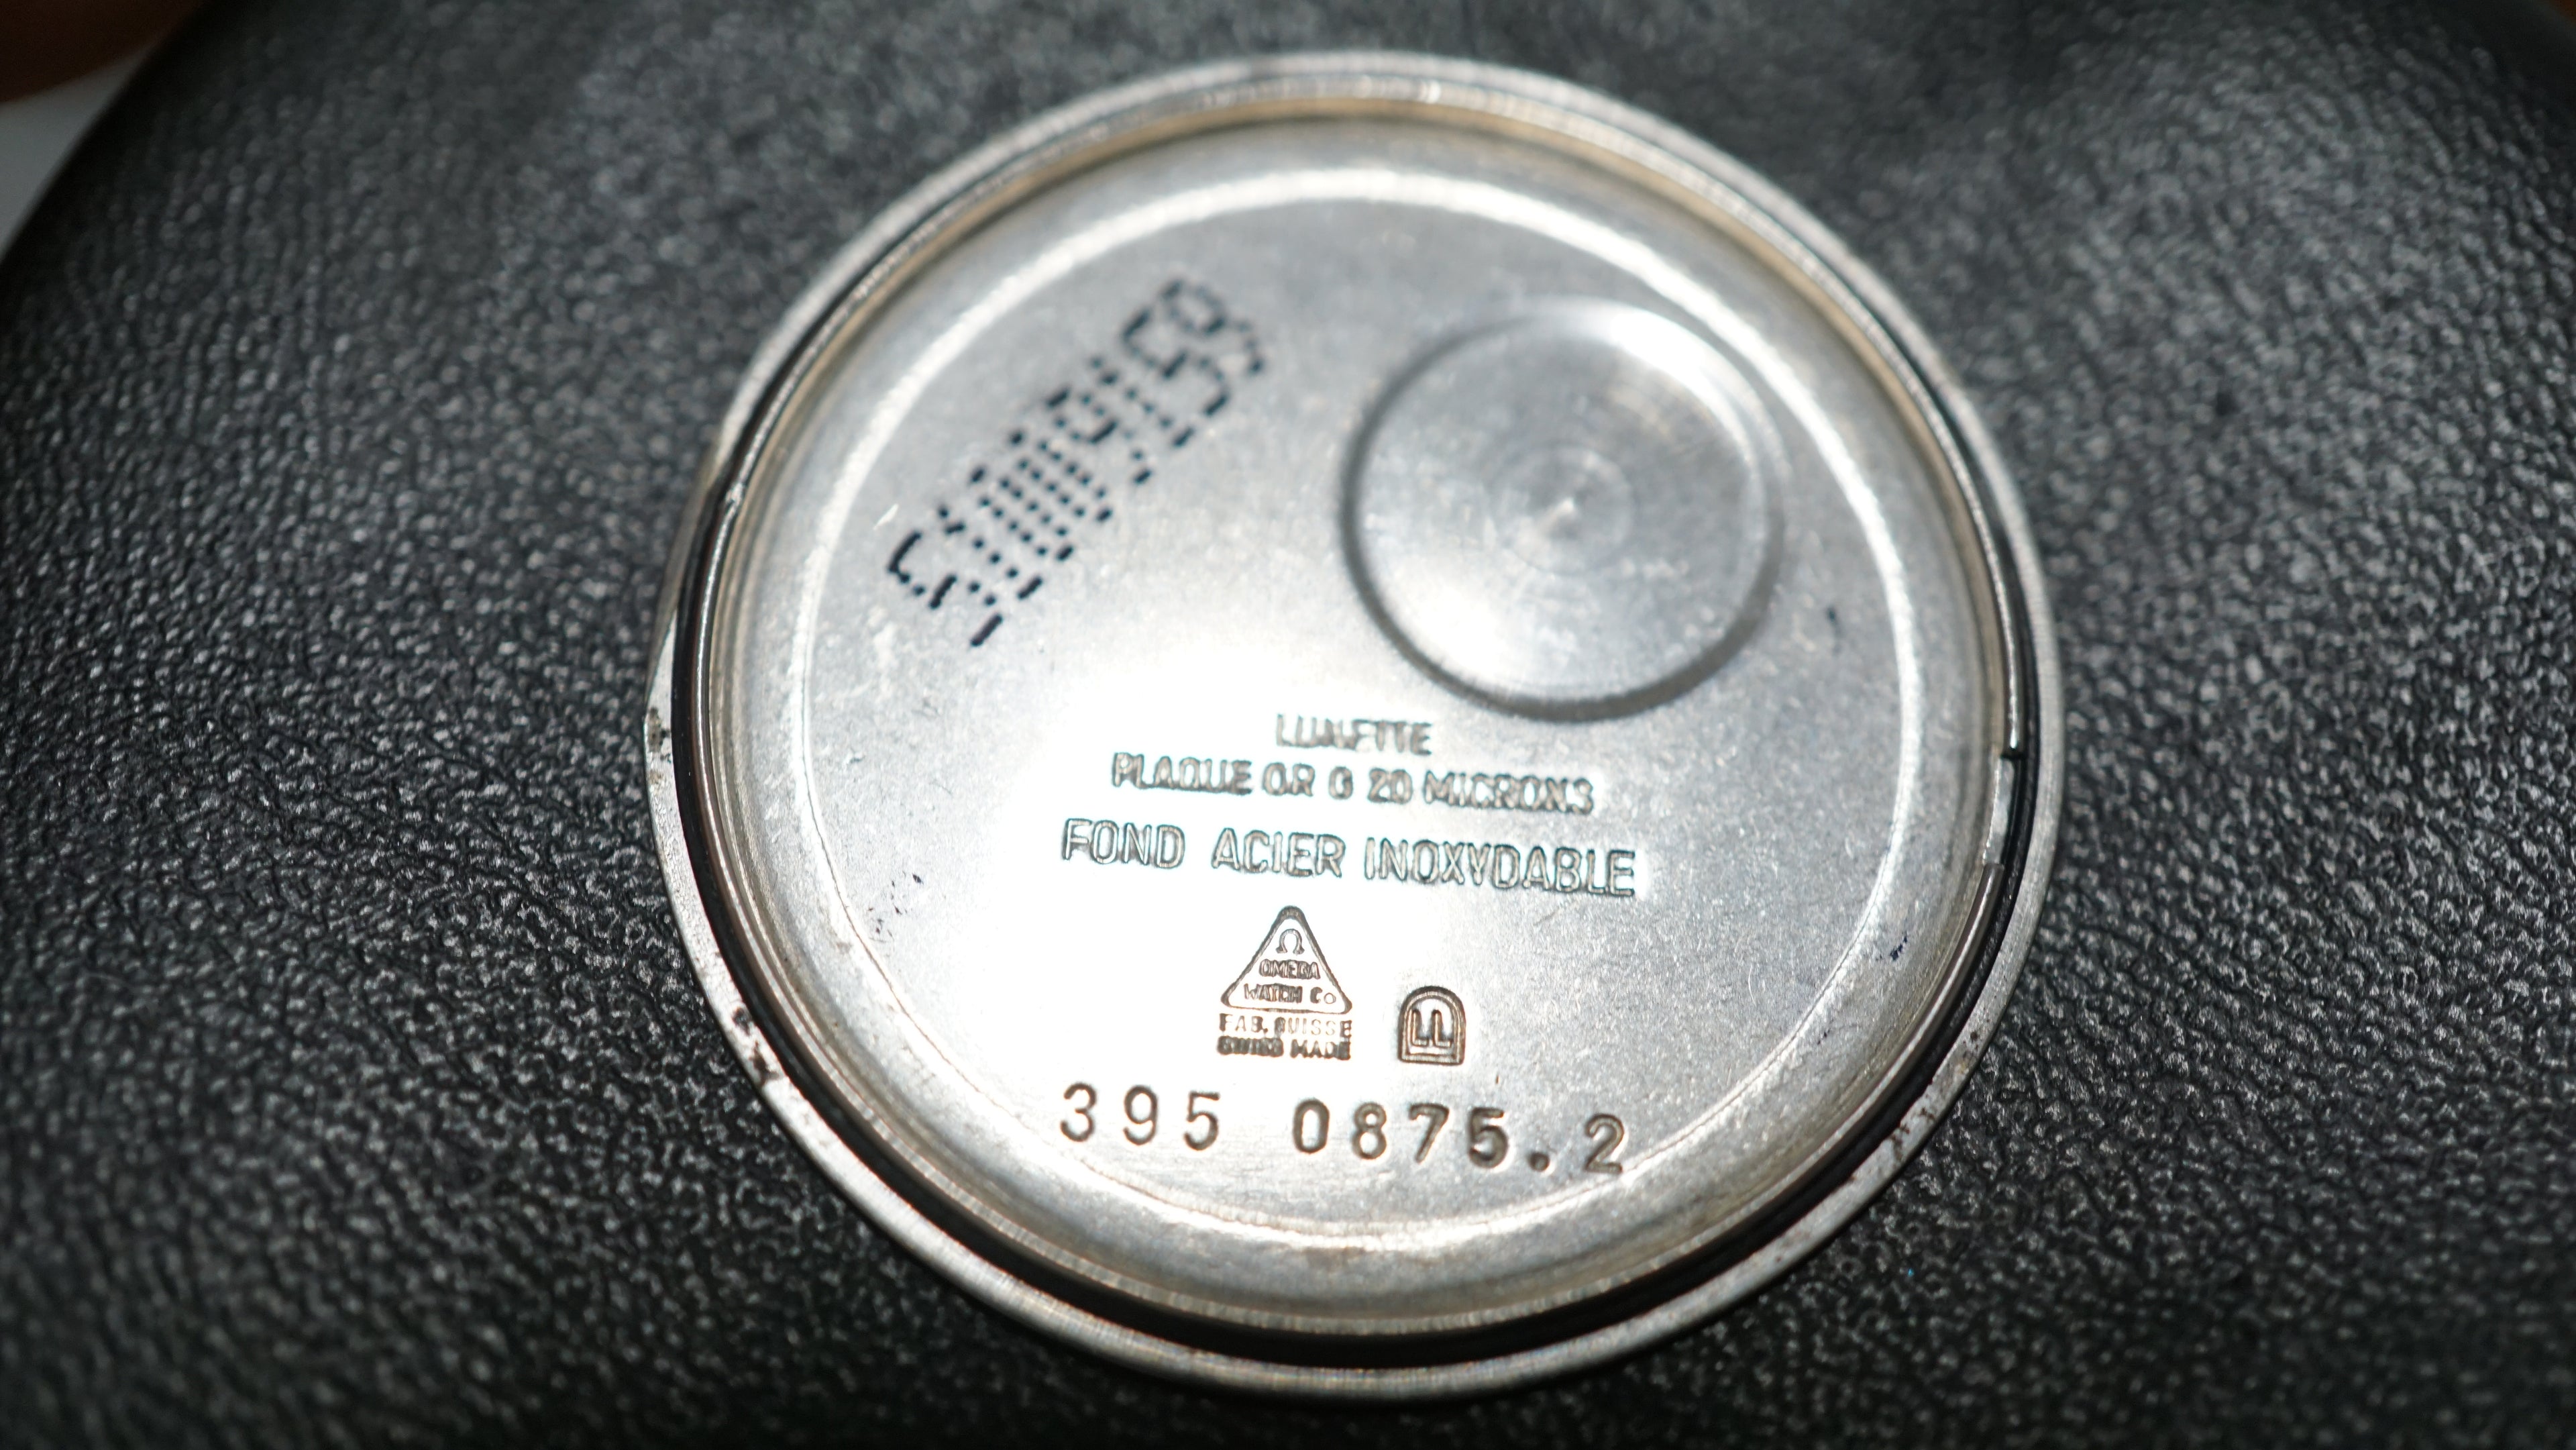 LUNETTE
PLAQUE OR G 20 MICRONS
FOND ACIER INOXYDABLE
Ω
OMEGA
WATCH Co
FAB. SUISSE
SWISS MADE
395 0875.2